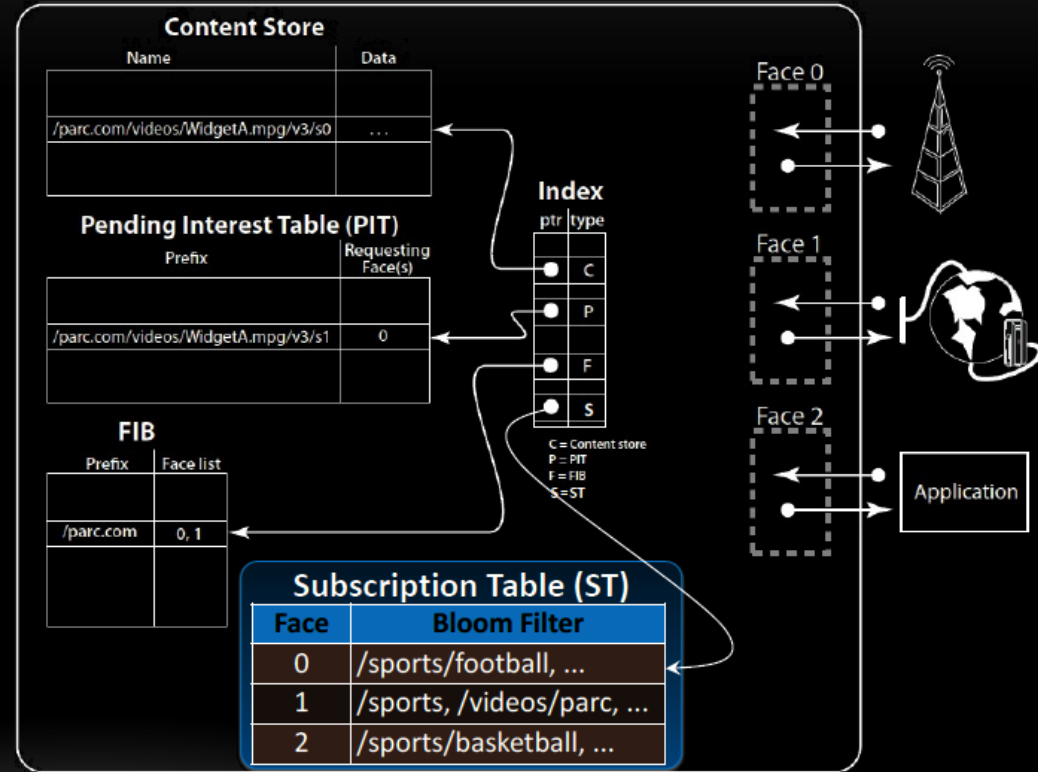 Content Store
Name Data
/parc.com/videos/WidgetA.mpg/v3/s0 ...
Pending Interest Table (PIT)
Prefix Requesting
Face(s)
/parc.com/videos/WidgetA.mpg/v3/s1 0
FIB
Prefix Face list
/parc.com 0, 1
Index
ptr type
C
P
F
S
C = Content store
P = PIT
F = FIB
S = ST
Subscription Table (ST)
Face Bloom Filter
0 /sports/football, ...
1 /sports, /videos/parc, ...
2 /sports/basketball, ...
Face 0
Face 1
Face 2
Application